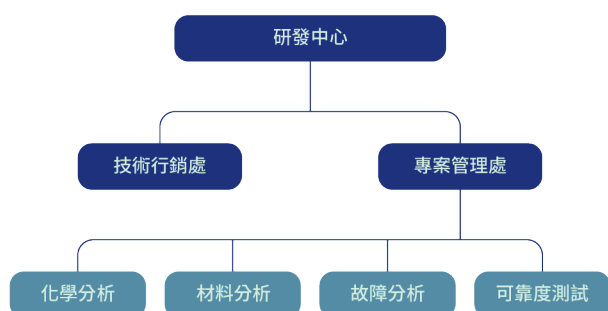 研發中心
技術行銷處
專案管理處
化學分析
材料分析
故障分析
可靠度測試